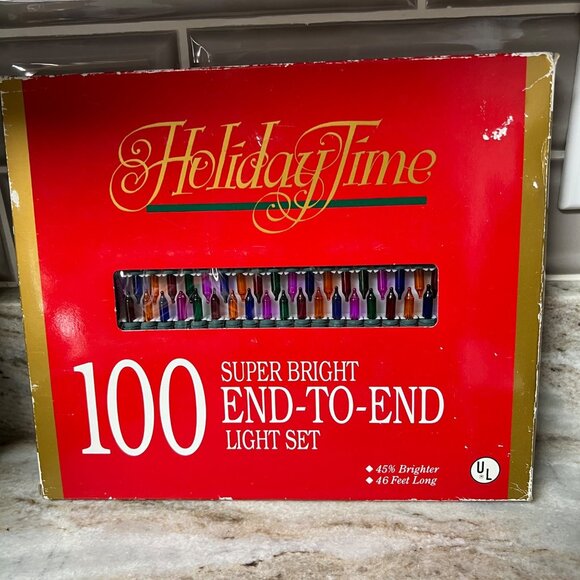 Holiday Time
100
SUPER BRIGHT
END-TO-END
LIGHT SET
◆ 45% Brighter
◆ 46 Feet Long
UL